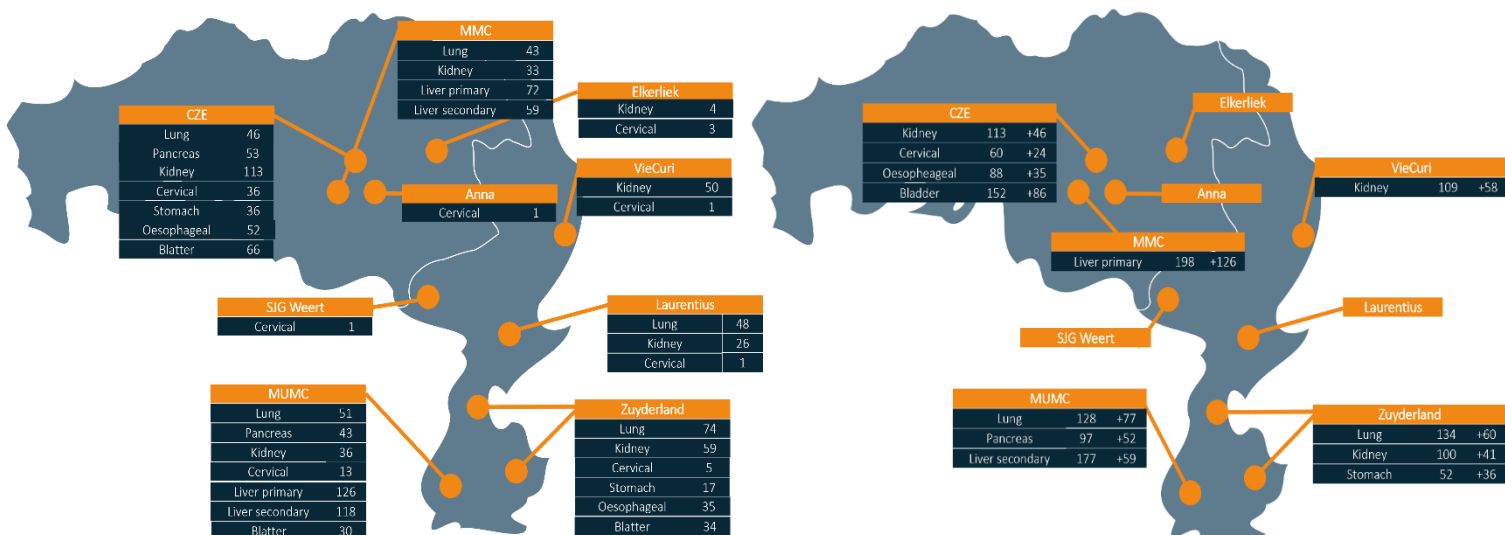 MMC
Lung 43
Kidney 33
Liver primary 72
Liver secondary 59
Elkerliek
Kidney 4
Cervical 3
CZE
Lung 46
Pancreas 53
Kidney 113
Cervical 36
Stomach 36
Oesophageal 52
Blatter 66
Anna
Cervical 1
VieCuri
Kidney 50
Cervical 1
SJG Weert
Cervical 1
Laurentius
Lung 48
Kidney 26
Cervical 1
MUMC
Lung 51
Pancreas 43
Kidney 36
Cervical 13
Liver primary 126
Liver secondary 118
Blatter 30
Zuyderland
Lung 74
Kidney 59
Cervical 5
Stomach 17
Oesophageal 35
Blatter 34
Elkerliek
CZE
Kidney 113 +46
Cervical 60 +24
Oesopheageal 88 +35
Bladder 152 +86
VieCuri
Kidney 109 +58
Anna
MMC
Liver primary 198 +126
Laurentius
SJG Weert
MUMC
Lung 128 +77
Pancreas 97 +52
Liver secondary 177 +59
Zuyderland
Lung 134 +60
Kidney 100 +41
Stomach 52 +36